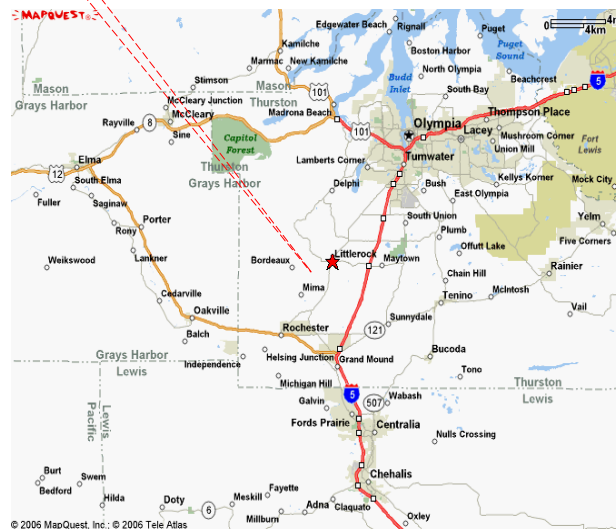 MAPQUEST®
0 4m
4km
Edgewater Beach
Rignall
Puget
Kamilche
Boston Harbor
Puget
Sound
Marmac
New Kamilche
North Olympia
Beachcrest
Stimson
Mason
Grays Harbor
Mason
Thurston
101
Budd
Inlet
South Bay
5
McCleary Junction
McCleary
Madrona Beach
Thompson Place
Rayville
8
Sine
Capitol
Forest
101
Olympia
Lacey
Mushroom Corner
Union Mill
Fort
Lewis
Tumwater
Elma
Thurston
Grays Harbor
Lamberts Corner
12
South Elma
Delphi
Bush
Kellys Korner
Mock City
Fuller
Saginaw
East Olympia
Porter
South Union
Yelm
Rony
Plumb
Five Corners
Lankner
Littlerock
Offutt Lake
Weikswood
Bordeaux
Maytown
Rainier
Chain Hill
Cedarville
Mima
Tenino
McIntosh
Oakville
Vail
Rochester
121
Sunnydale
Balch
Grays Harbor
Lewis
Independence
Helsing Junction
Grand Mound
Bucoda
Michigan Hill
Tono
Thurston
Lewis
5
507
Wabash
Lewis
Pacific
Galvin
Fords Prairie
Centralia
Nulls Crossing
Burt
Bedford
Swem
Chehalis
Hilda
Doty
6
Meskill
Fayette
Adna
Claquato
Millburn
Oxley
© 2006 MapQuest, Inc.; © 2006 Tele Atlas